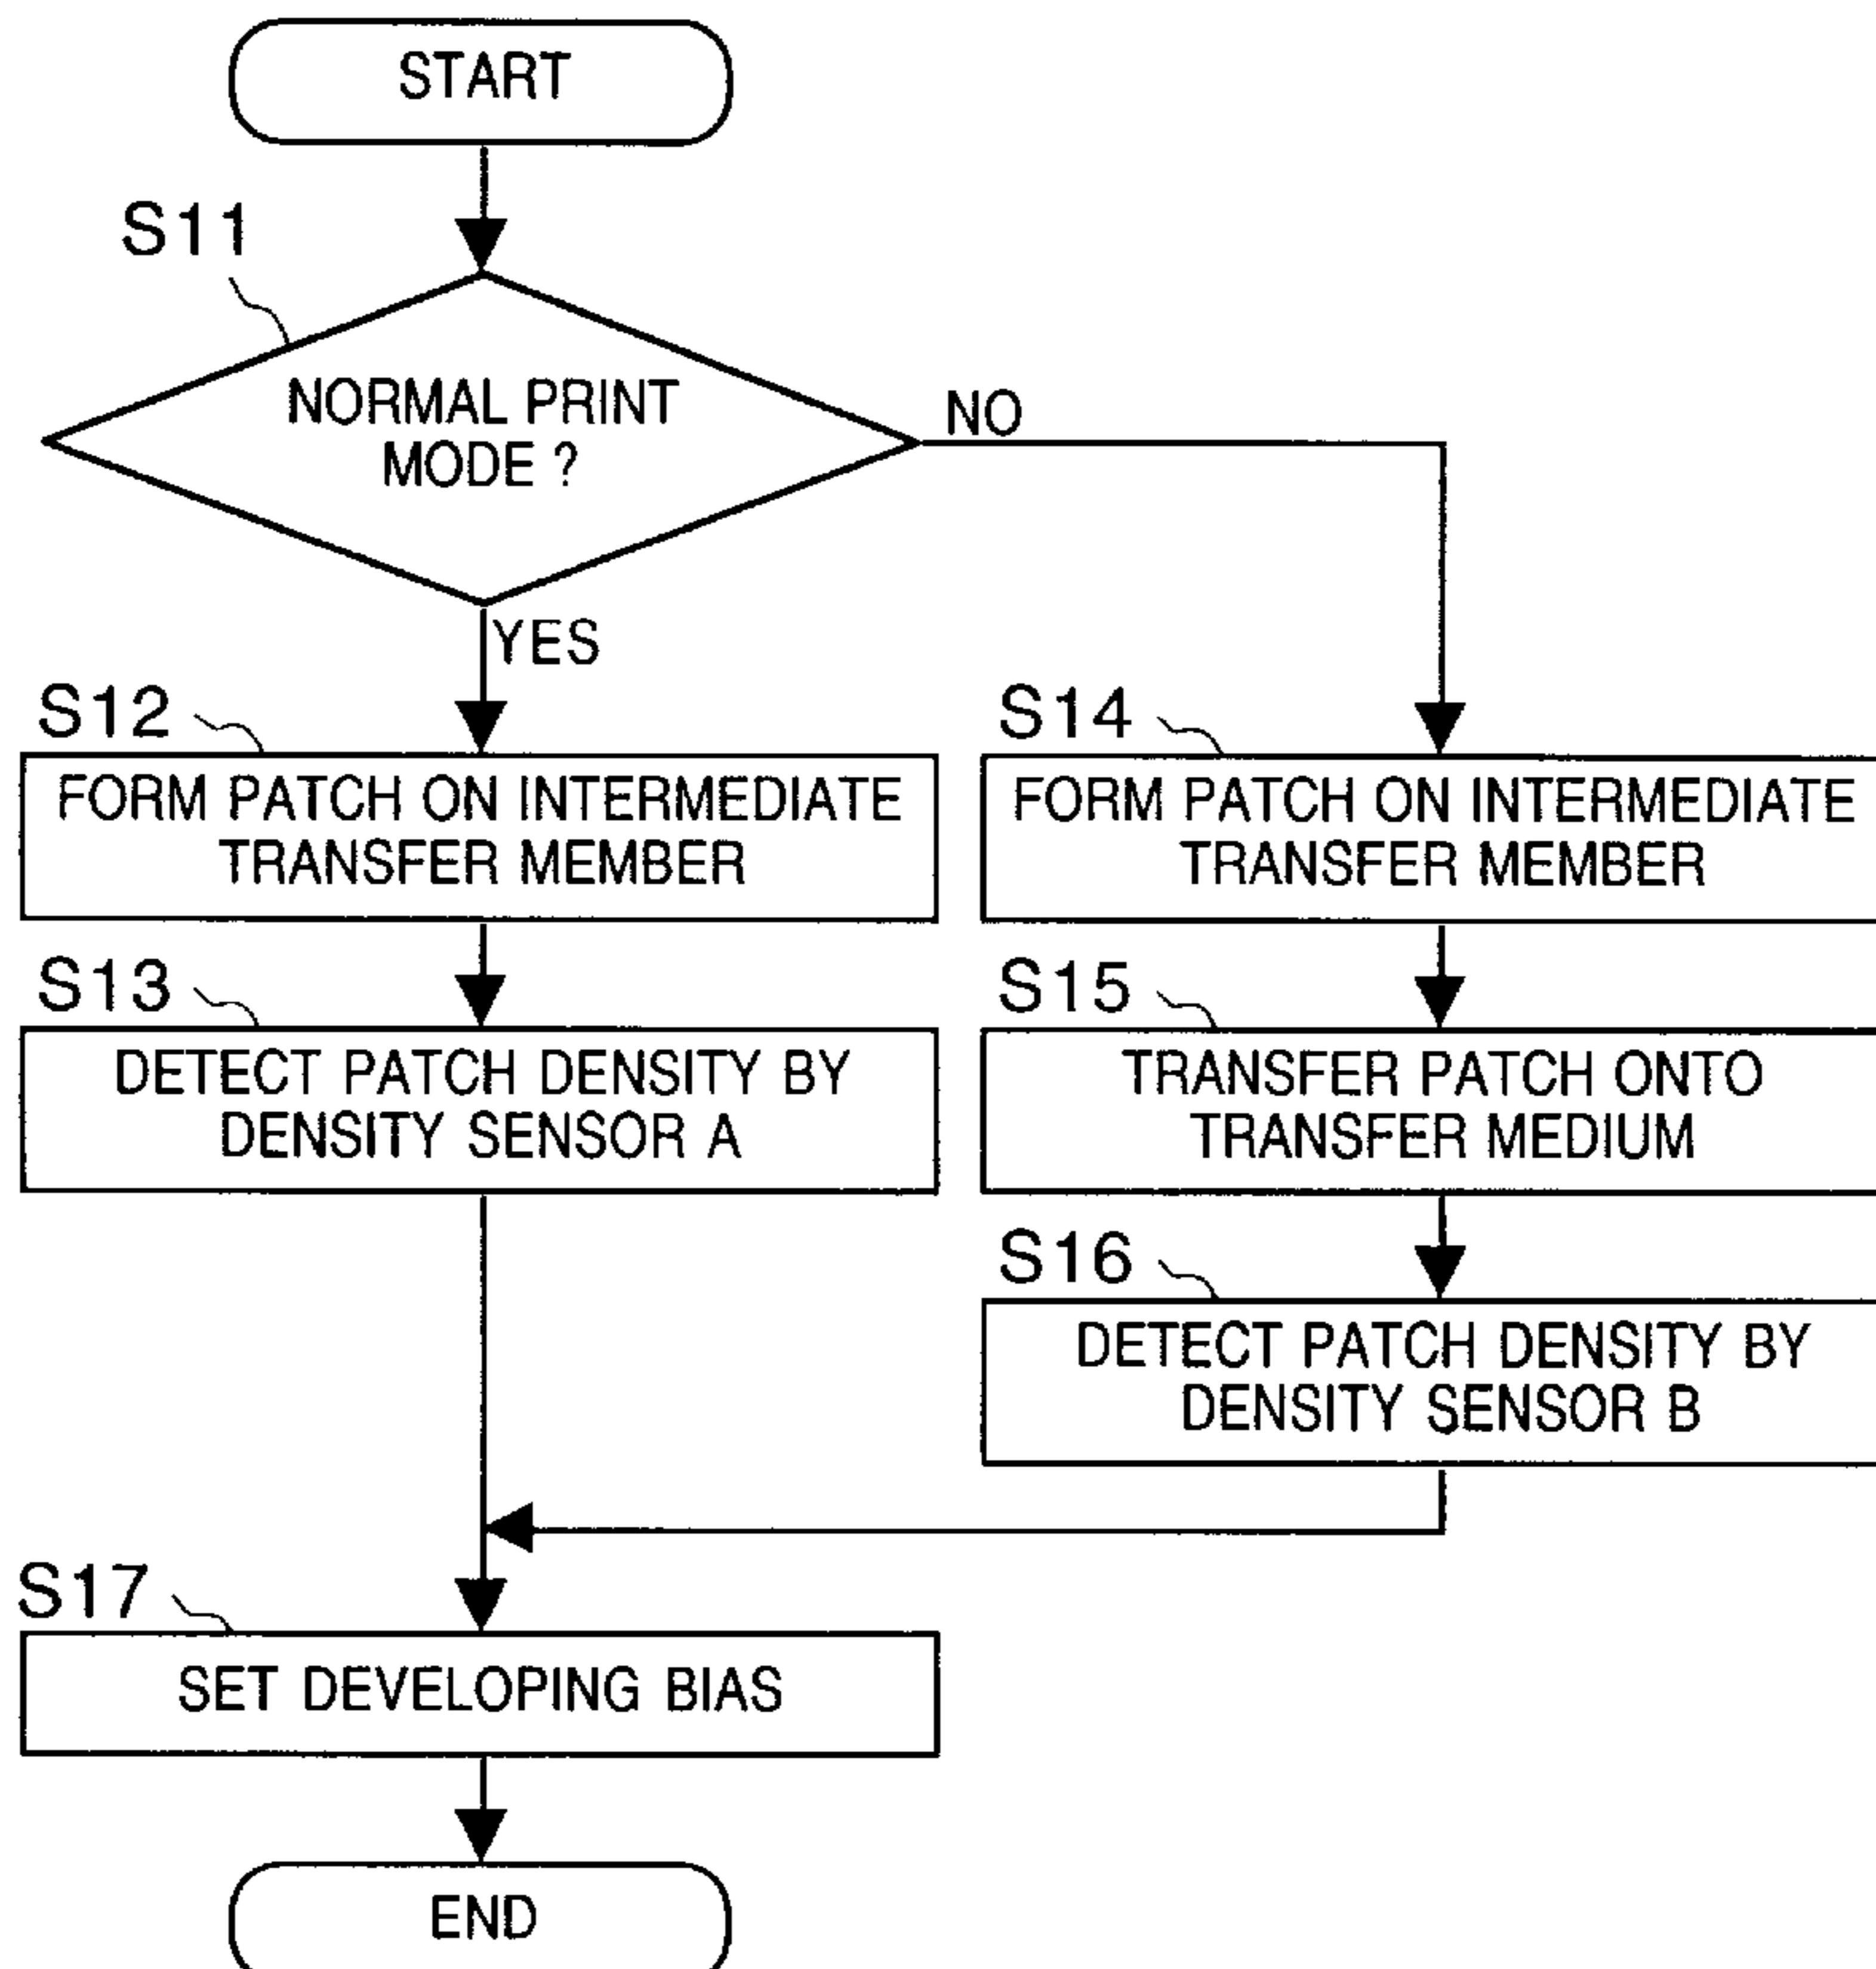 START
S11
NORMAL PRINT
MODE ?
NO
YES
S12
FORM PATCH ON INTERMEDIATE
TRANSFER MEMBER
S14
FORM PATCH ON INTERMEDIATE
TRANSFER MEMBER
S13
DETECT PATCH DENSITY BY
DENSITY SENSOR A
S15
TRANSFER PATCH ONTO
TRANSFER MEDIUM
S16
DETECT PATCH DENSITY BY
DENSITY SENSOR B
S17
SET DEVELOPING BIAS
END